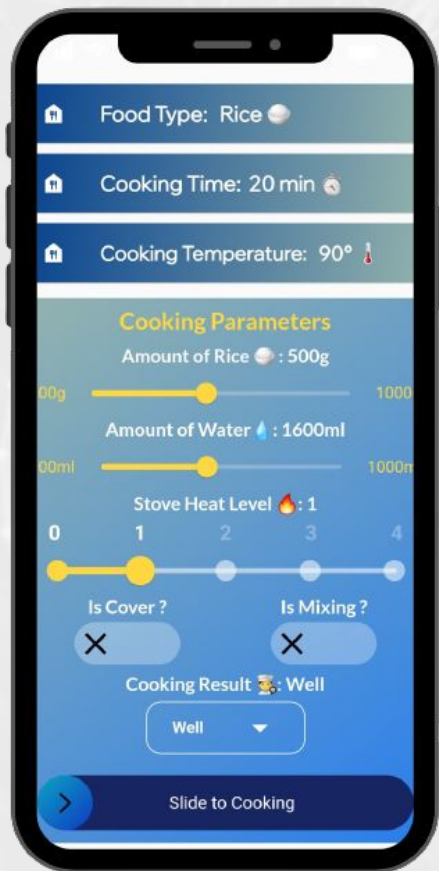 Food Type: Rice 🍚
Cooking Time: 20 min ⏱
Cooking Temperature: 90° 🌡
Cooking Parameters
Amount of Rice 🍚 : 500g
00g 1000
Amount of Water 💧 : 1600ml
00ml 1000m
Stove Heat Level 🔥: 1
0 1 2 3 4
Is Cover ? Is Mixing ?
Cooking Result 👨‍🍳: Well
Well
Slide to Cooking